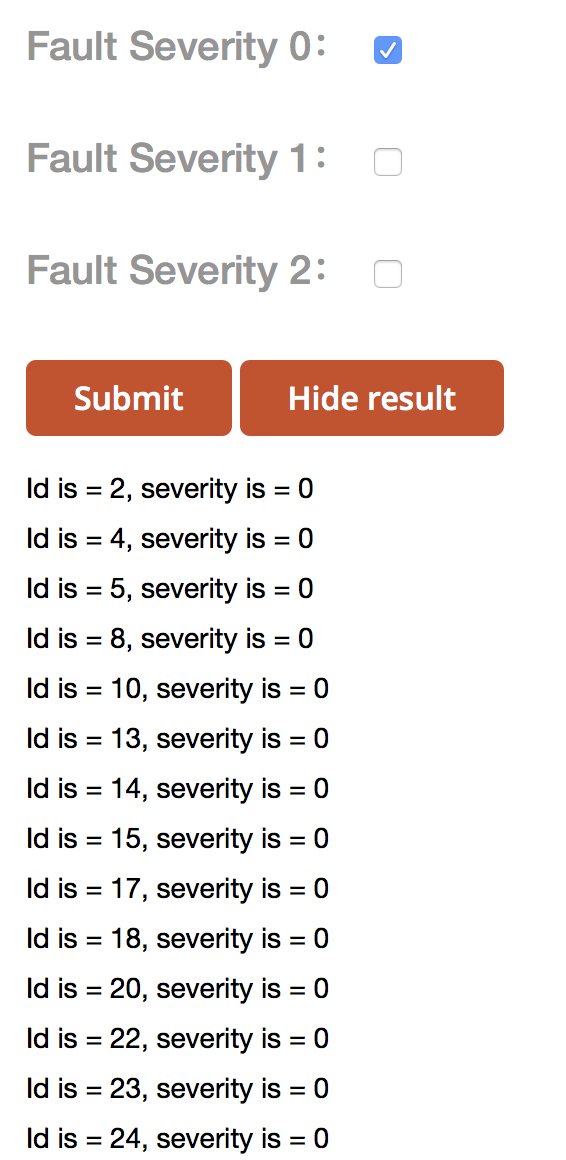 Fault Severity 0:
Fault Severity 1:
Fault Severity 2:
Submit Hide result
Id is = 2, severity is = 0
Id is = 4, severity is = 0
Id is = 5, severity is = 0
Id is = 8, severity is = 0
Id is = 10, severity is = 0
Id is = 13, severity is = 0
Id is = 14, severity is = 0
Id is = 15, severity is = 0
Id is = 17, severity is = 0
Id is = 18, severity is = 0
Id is = 20, severity is = 0
Id is = 22, severity is = 0
Id is = 23, severity is = 0
Id is = 24, severity is = 0